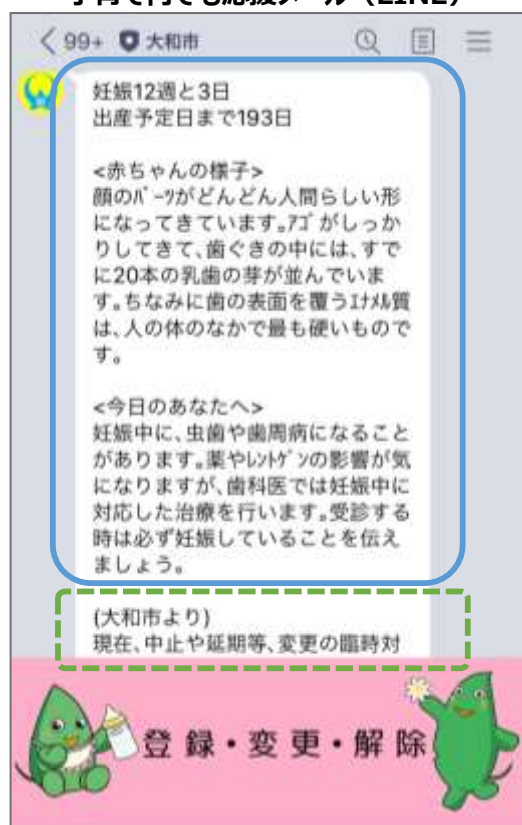 子育て何でも応援メール（LINE）
99+ 大和市
妊娠12週と3日
出産予定日まで193日
<赤ちゃんの様子>
顔のﾊﾟｰﾂがどんどん人間らしい形
になってきています。ｱｺﾞがしっか
りしてきて、歯ぐきの中には、すで
に20本の乳歯の芽が並んでいま
す。ちなみに歯の表面を覆うｴﾅﾒﾙ質
は、人の体のなかで最も硬いもので
す。
<今日のあなたへ>
妊娠中に、虫歯や歯周病になること
があります。薬やﾚﾝﾄｹﾞﾝの影響が気
になりますが、歯科医では妊娠中に
対応した治療を行います。受診する
時は必ず妊娠していることを伝え
ましょう。
(大和市より)
現在、中止や延期等、変更の臨時対
登録・変更・解除